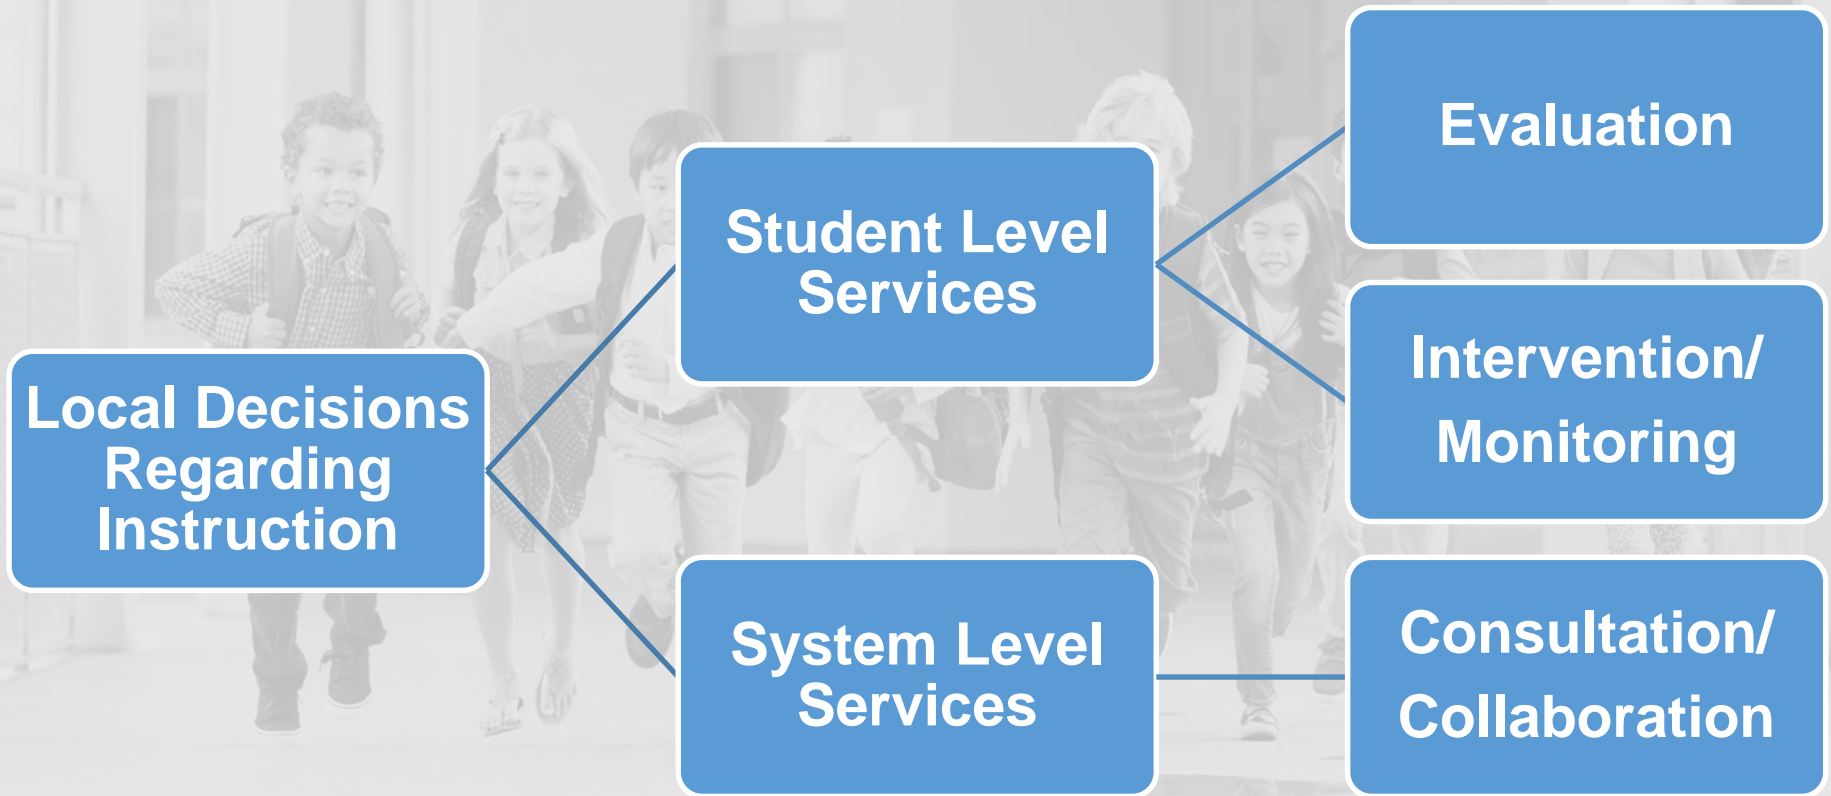 Local Decisions
Regarding
Instruction
Student Level
Services
System Level
Services
Evaluation
Intervention/
Monitoring
Consultation/
Collaboration